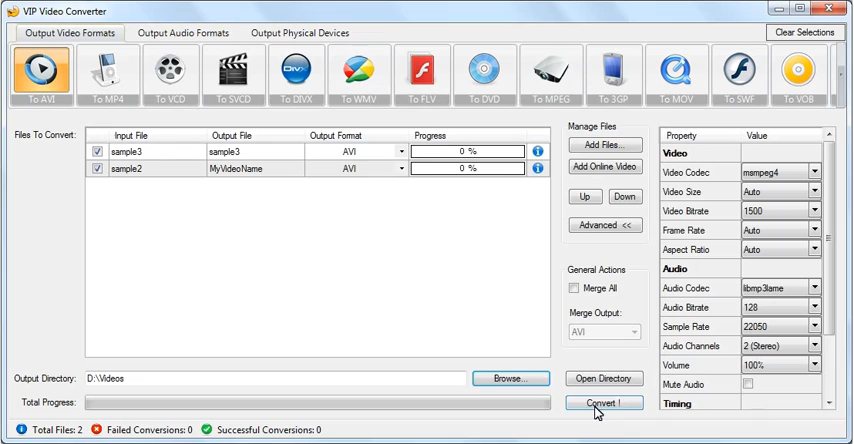 VIP Video Converter
Output Video Formats Output Audio Formats Output Physical Devices Clear Selections
To AVI To MP4 To VCD To SVCD To DIVX To WMV To FLV To DVD To MPEG To 3GP To MOV To SWF To VOB
Files To Convert:
Input File Output File Output Format Progress
sample3 sample3 AVI 0 %
sample2 MyVideoName AVI 0 %
Manage Files
Add Files...
Add Online Video
Up Down
Advanced <<
General Actions
Merge All
Merge Output:
AVI
Property Value
Video
Video Codec msmpeg4
Video Size Auto
Video Bitrate 1500
Frame Rate Auto
Aspect Ratio Auto
Audio
Audio Codec libmp3lame
Audio Bitrate 128
Sample Rate 22050
Audio Channels 2 (Stereo)
Volume 100%
Mute Audio
Timing
Output Directory: D:\Videos Browse... Open Directory
Total Progress: Convert !
Total Files: 2 Failed Conversions: 0 Successful Conversions: 0